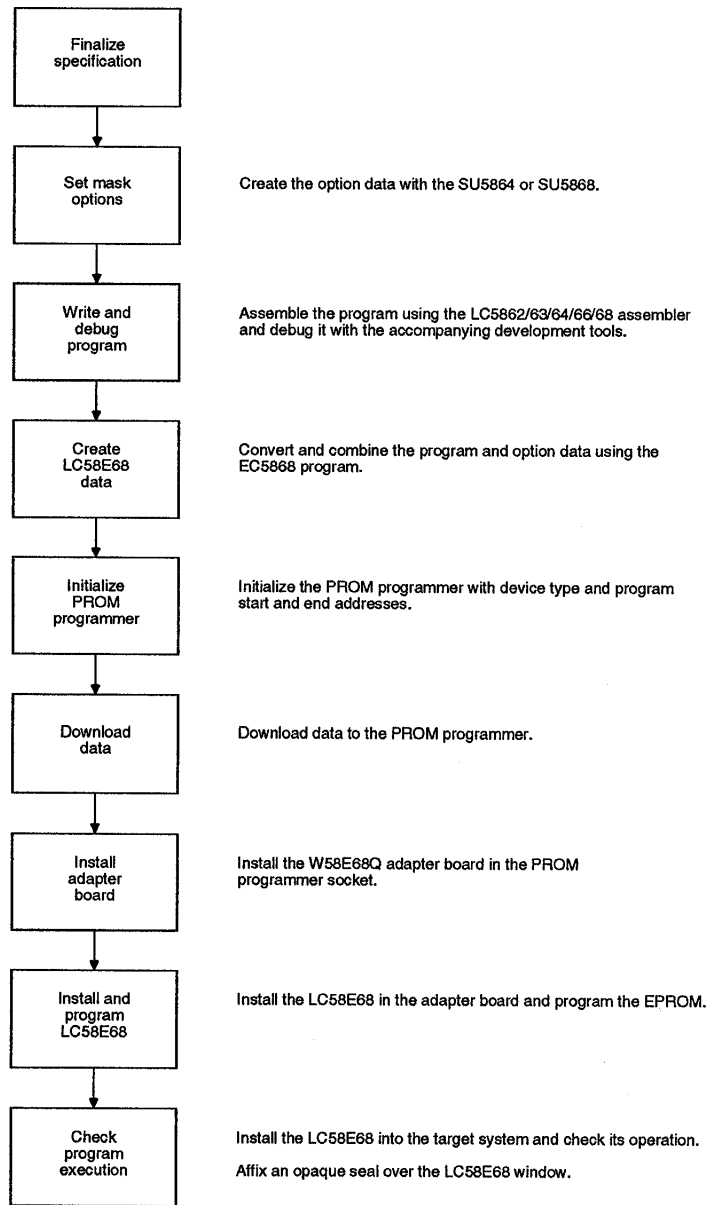 Finalize
specification
Set mask
options
Create the option data with the SU5864 or SU5868.
Write and
debug
program
Assemble the program using the LC5862/63/64/66/68 assembler
and debug it with the accompanying development tools.
Create
LC58E68
data
Convert and combine the program and option data using the
EC5868 program.
Initialize
PROM
programmer
Initialize the PROM programmer with device type and program
start and end addresses.
Download
data
Download data to the PROM programmer.
Install
adapter
board
Install the W58E68Q adapter board in the PROM
programmer socket.
Install and
program
LC58E68
Install the LC58E68 in the adapter board and program the EPROM.
Check
program
execution
Install the LC58E68 into the target system and check its operation.
Affix an opaque seal over the LC58E68 window.